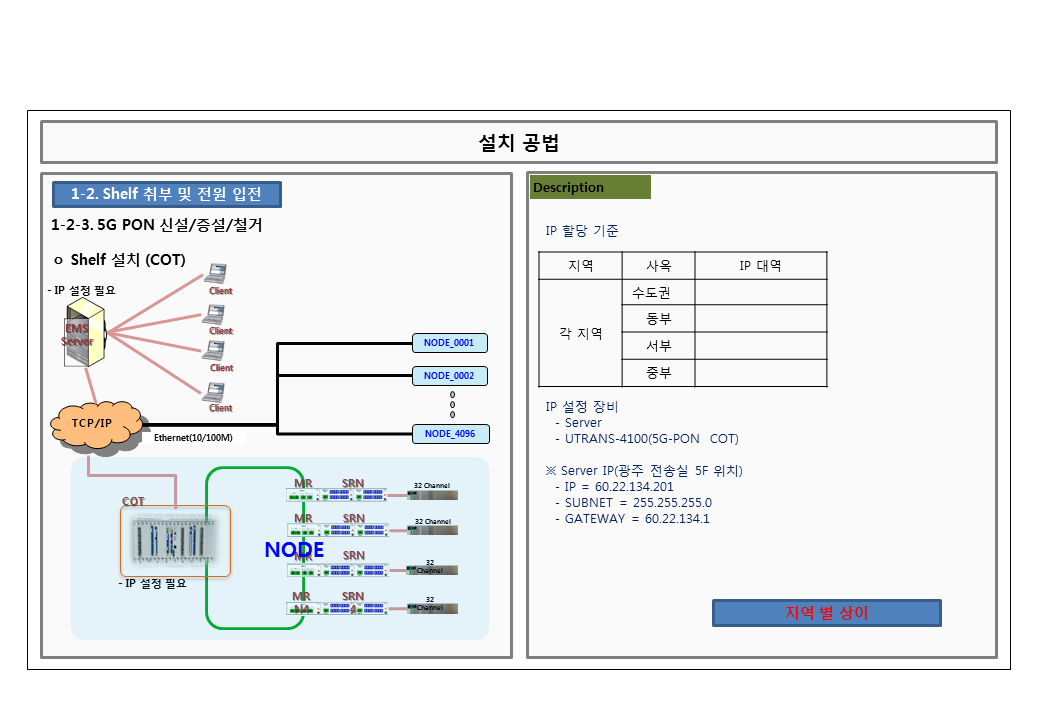 설치 공법
1-2. Shelf 취부 및 전원 입전
1-2-3. 5G PON 신설/증설/철거
ㅇ Shelf 설치 (COT)
- IP 설정 필요
EMS
Server
Client
Client
Client
Client
TCP/IP
Ethernet(10/100M)
NODE_0001
NODE_0002
0
0
0
NODE_4096
COT
- IP 설정 필요
NODE
MR SRN 32 Channel
MR SRN 32 Channel
MR SRN 32
Channel
MR SRN 32
Channel
Description
IP 할당 기준
지역 사옥 IP 대역
각 지역
수도권
동부
서부
중부
IP 설정 장비
- Server
- UTRANS-4100(5G-PON COT)
※ Server IP(광주 전송실 5F 위치)
- IP = 60.22.134.201
- SUBNET = 255.255.255.0
- GATEWAY = 60.22.134.1
지역 별 상이